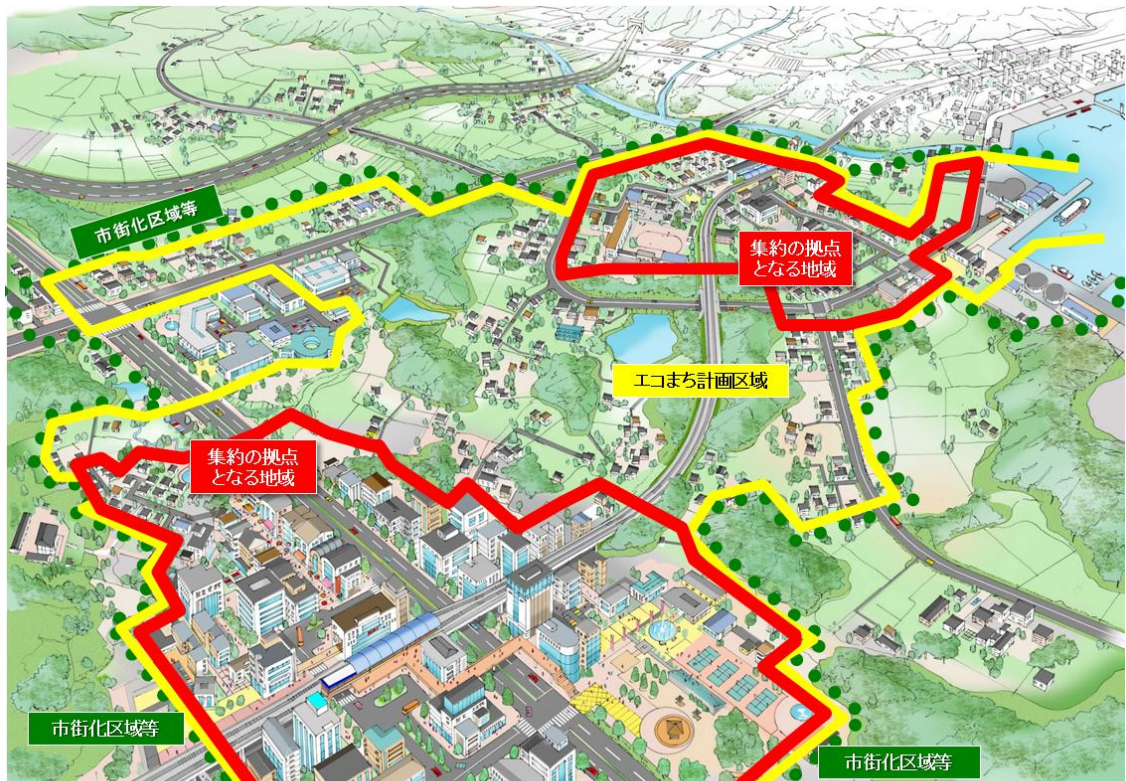 市街化区域等
集約の拠点
となる地域
エコまち計画区域
集約の拠点
となる地域
市街化区域等
市街化区域等